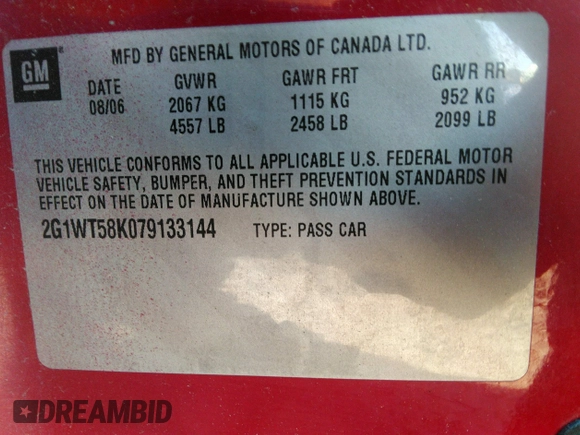 GM
MFD BY GENERAL MOTORS OF CANADA LTD.
DATE GVWR GAWR FRT GAWR RR
08/06 2067 KG 1115 KG 952 KG
4557 LB 2458 LB 2099 LB
THIS VEHICLE CONFORMS TO ALL APPLICABLE U.S. FEDERAL MOTOR
VEHICLE SAFETY, BUMPER, AND THEFT PREVENTION STANDARDS IN
EFFECT ON THE DATE OF MANUFACTURE SHOWN ABOVE.
2G1WT58K079133144 TYPE: PASS CAR
DREAMBID